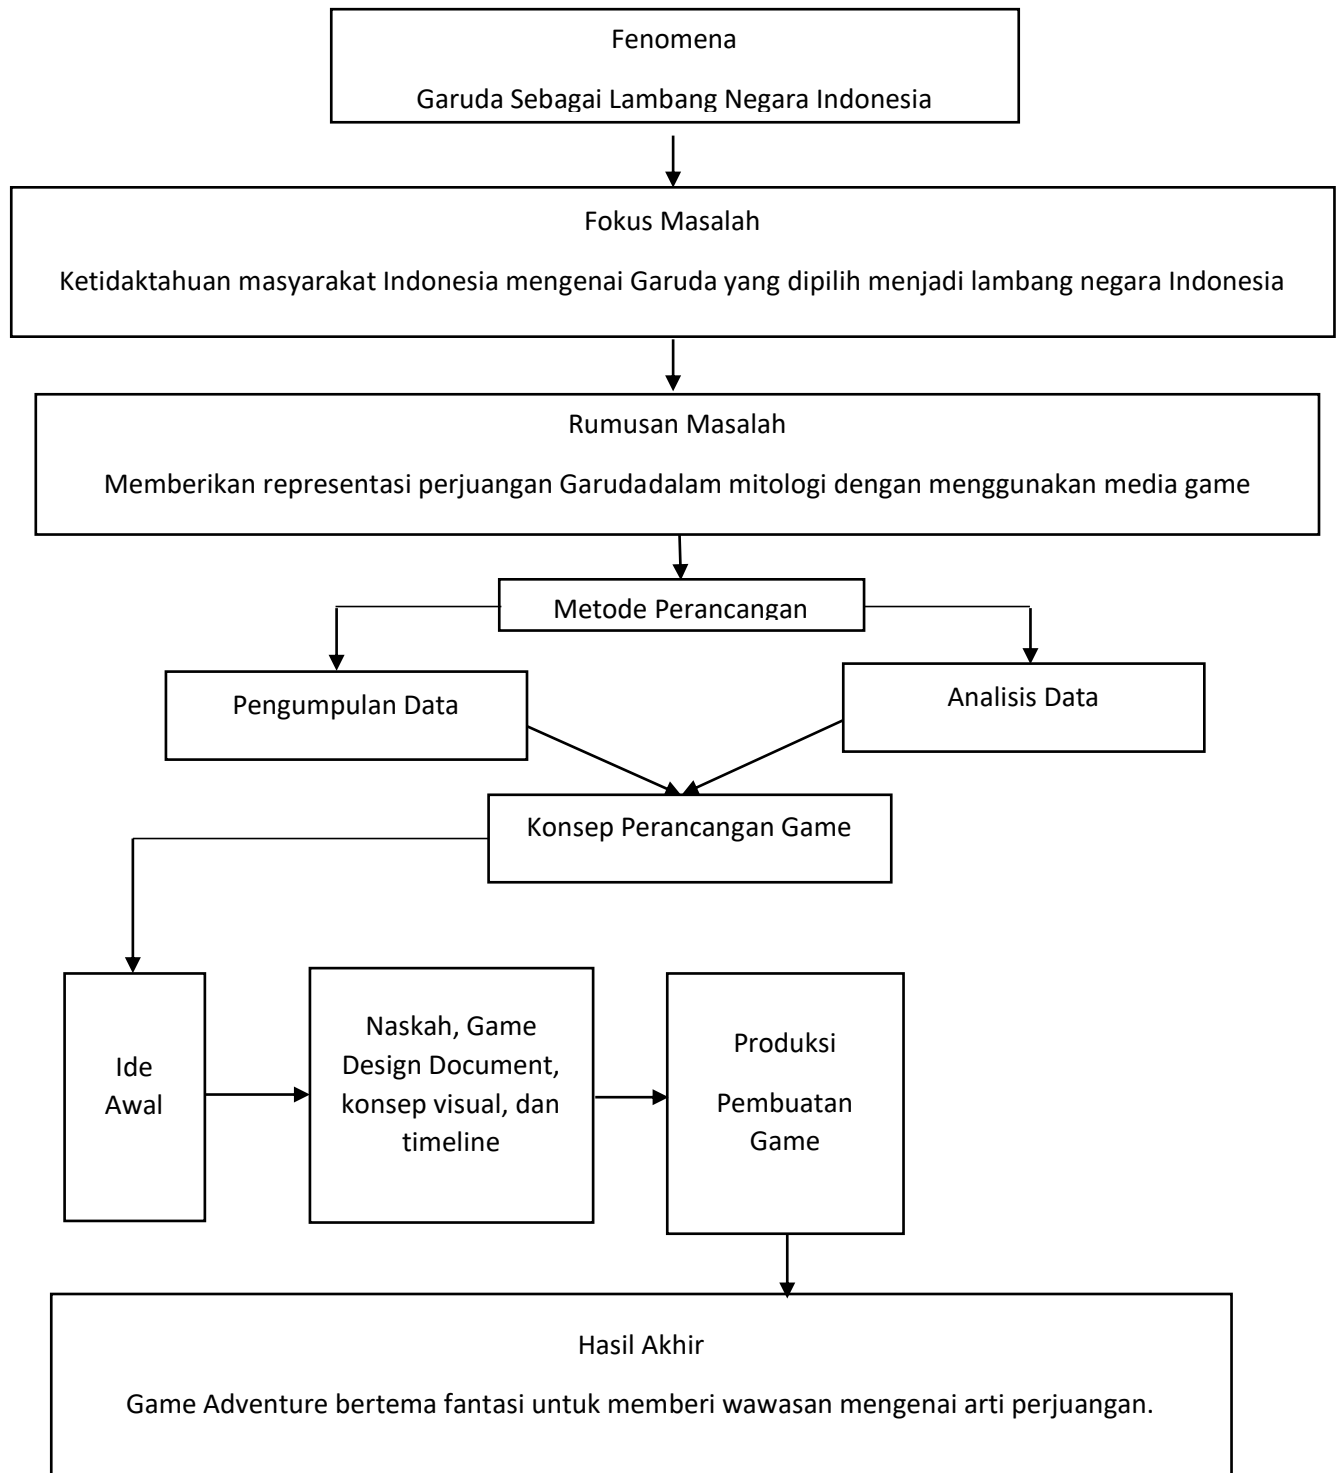 Fenomena
Garuda Sebagai Lambang Negara Indonesia
Fokus Masalah
Ketidaktahuan masyarakat Indonesia mengenai Garuda yang dipilih menjadi lambang negara Indonesia
Rumusan Masalah
Memberikan representasi perjuangan Garudadalam mitologi dengan menggunakan media game
Metode Perancangan
Pengumpulan Data
Analisis Data
Konsep Perancangan Game
Ide
Awal
Naskah, Game
Design Document,
konsep visual, dan
timeline
Produksi
Pembuatan
Game
Hasil Akhir
Game Adventure bertema fantasi untuk memberi wawasan mengenai arti perjuangan.